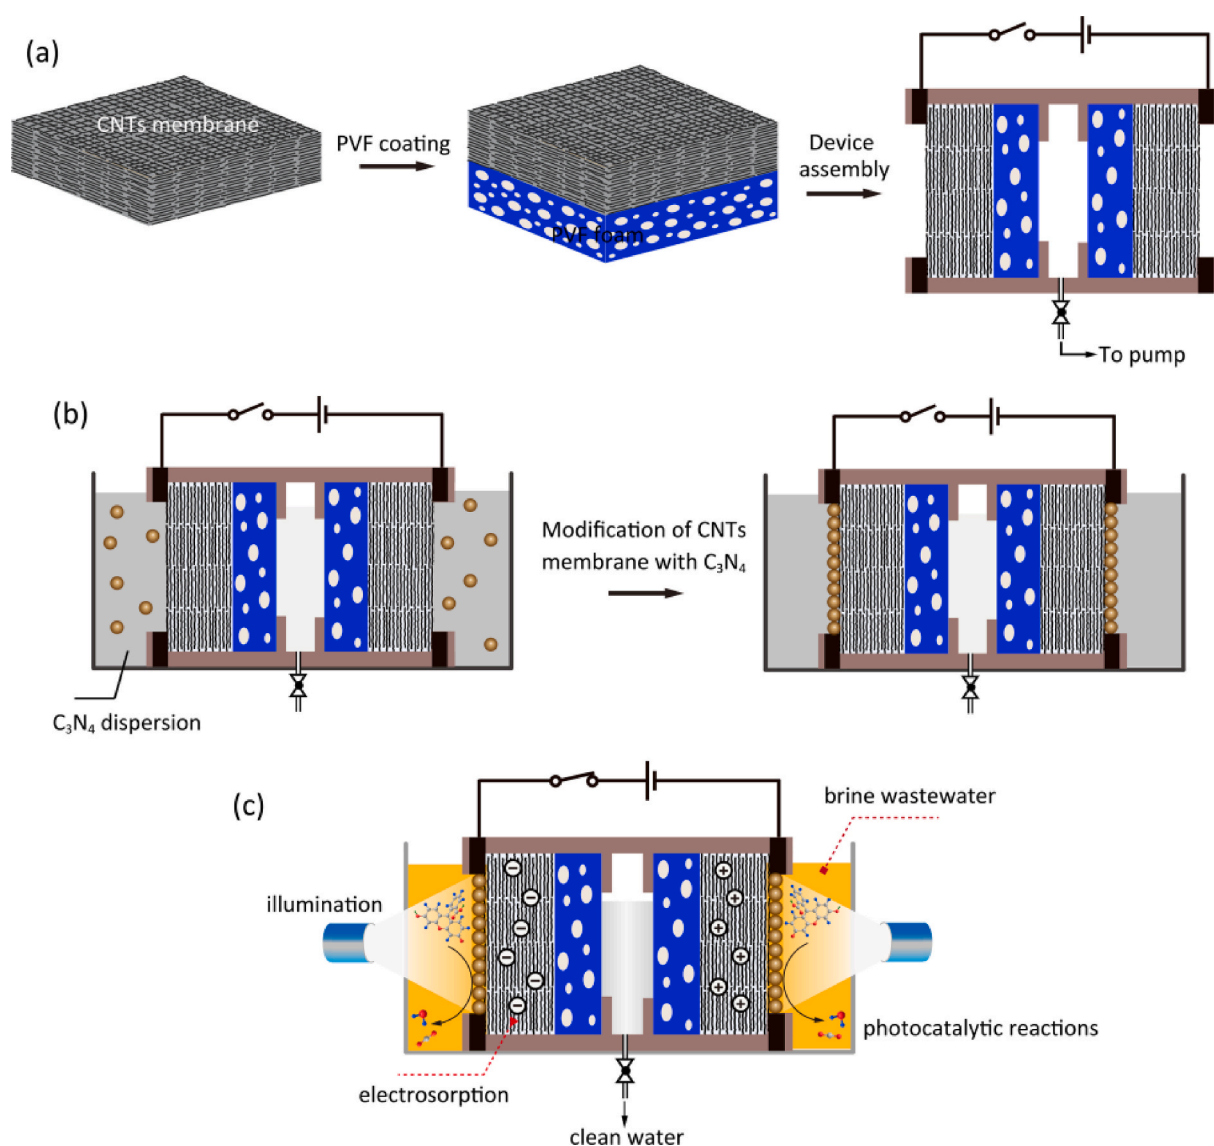 (a)
CNTs membrane
PVF coating
PVF foam
Device
assembly
To pump
(b)
C₃N₄ dispersion
Modification of CNTs
membrane with C₃N₄
(c)
brine wastewater
illumination
− − − − − −
+ + + + + +
photocatalytic reactions
electrosorption
clean water